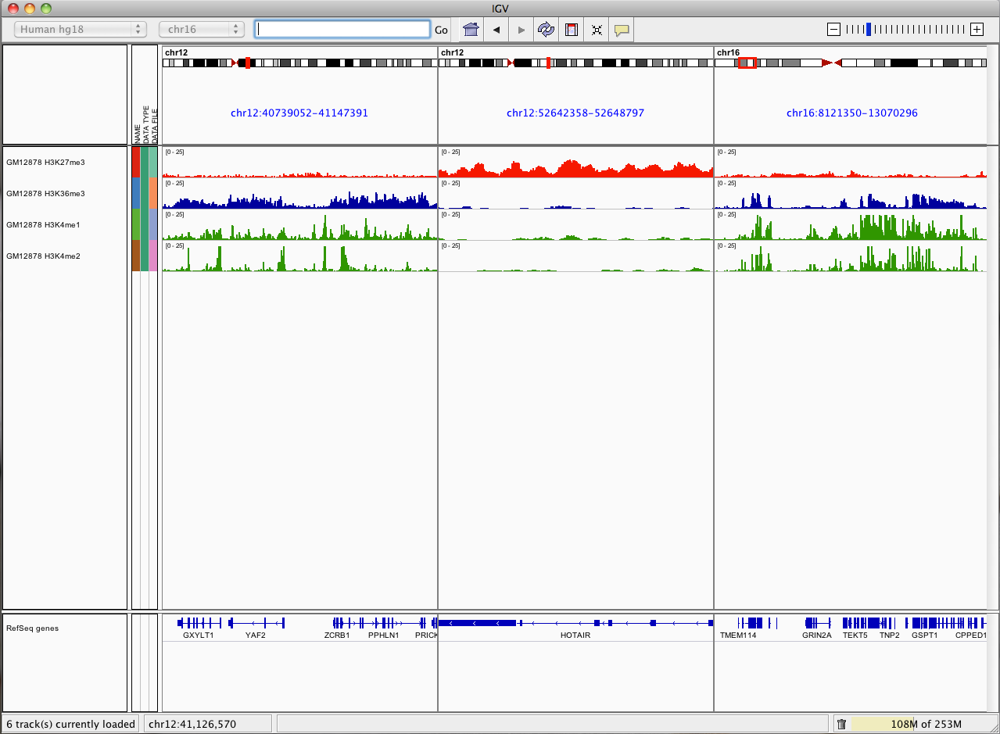 IGV
Human hg18
chr16
Go
chr12
chr12
chr16
NAME
DATA TYPE
DATA FILE
chr12:40739052-41147391
chr12:52642358-52648797
chr16:8121350-13070296
GM12878 H3K27me3
[0 - 25]
[0 - 25]
[0 - 25]
GM12878 H3K36me3
[0 - 25]
[0 - 25]
[0 - 25]
GM12878 H3K4me1
[0 - 25]
[0 - 25]
[0 - 25]
GM12878 H3K4me2
[0 - 25]
[0 - 25]
[0 - 25]
RefSeq genes
GXYLT1 YAF2 ZCRB1 PPHLN1 PRICK
HOTAIR
TMEM114 GRIN2A TEKT5 TNP2 GSPT1 CPPED1
6 track(s) currently loaded
chr12:41,126,570
108M of 253M